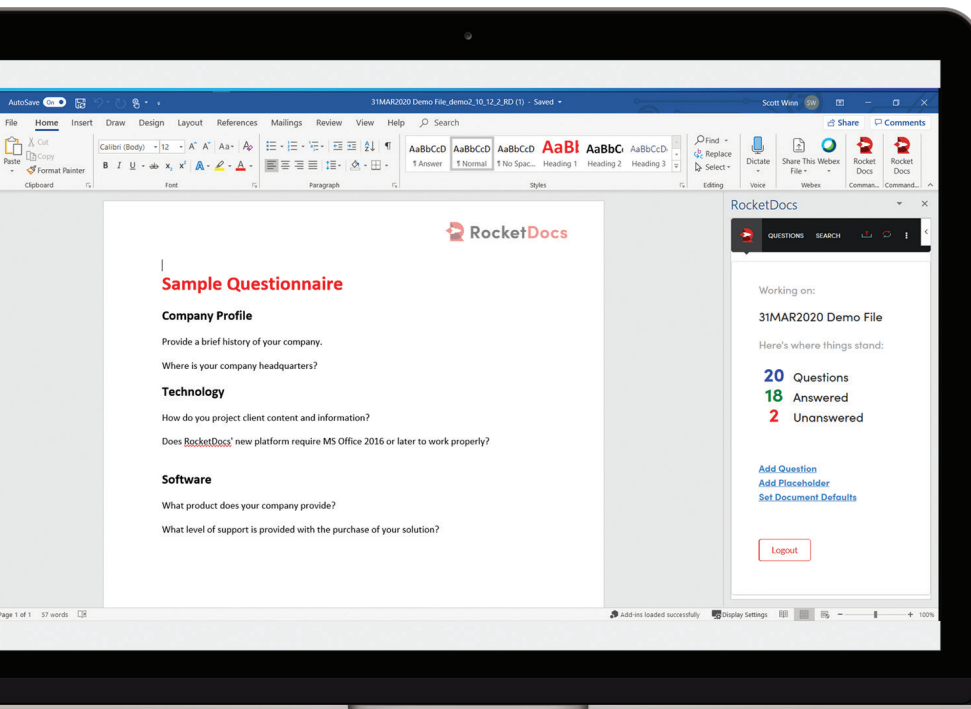 AutoSave On
31MAR2020 Demo File_demo2_10_12_2_RD (1) - Saved
Scott Winn SW
File Home Insert Draw Design Layout References Mailings Review View Help Search
Share Comments
Paste
Cut
Copy
Format Painter
Clipboard
Calibri (Body) 12
Font
Paragraph
AaBbCcD AaBbCcD AaBbCcD AaBb AaBbC AaBbCcD
¶ Answer ¶ Normal ¶ No Spac... Heading 1 Heading 2 Heading 3
Styles
Find
Replace
Select
Editing
Dictate
Voice
Share This File
Webex
Webex
Rocket Docs
Comman...
Rocket Docs
Command...
RocketDocs
Sample Questionnaire
Company Profile
Provide a brief history of your company.
Where is your company headquarters?
Technology
How do you project client content and information?
Does RocketDocs' new platform require MS Office 2016 or later to work properly?
Software
What product does your company provide?
What level of support is provided with the purchase of your solution?
RocketDocs
QUESTIONS SEARCH
Working on:
31MAR2020 Demo File
Here's where things stand:
20 Questions
18 Answered
2 Unanswered
Add Question
Add Placeholder
Set Document Defaults
Logout
Page 1 of 1 57 words
Add-ins loaded successfully Display Settings 100%